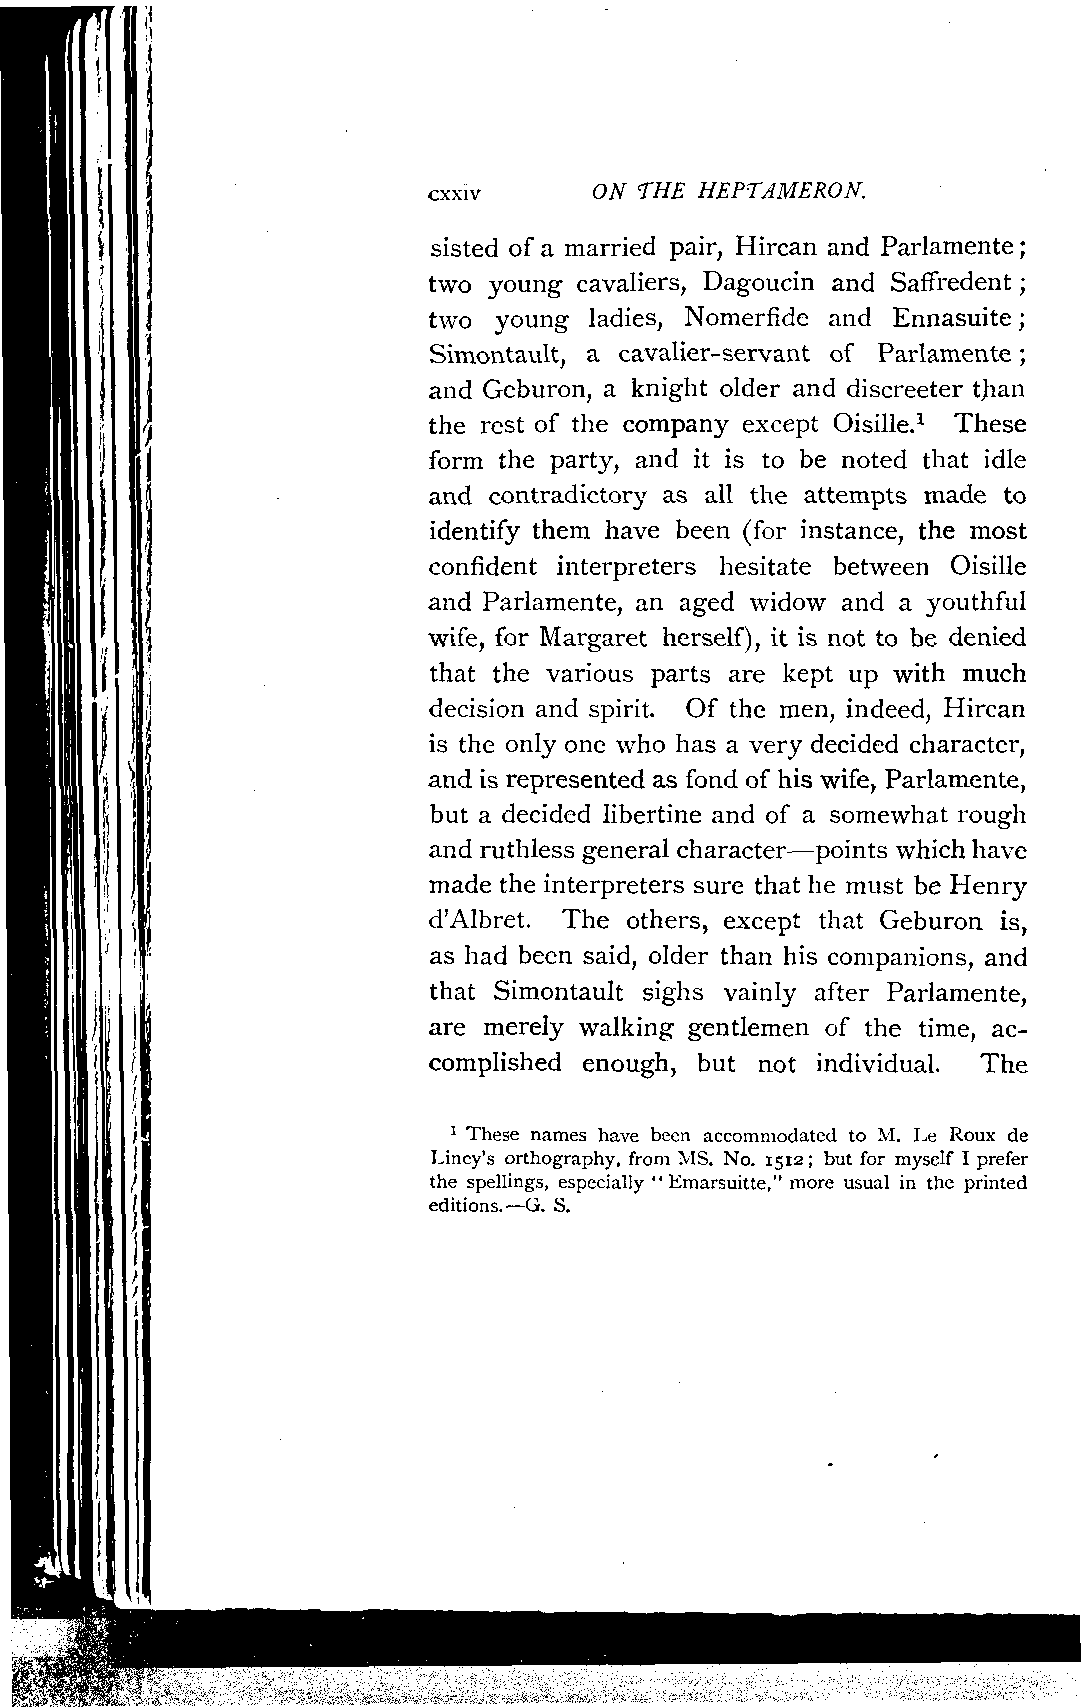 cxxiv ON THE HEPTAMERON.
sisted of a married pair, Hircan and Parlamente;
two young cavaliers, Dagoucin and Saffredent;
two young ladies, Nomerfide and Ennasuite;
Simontault, a cavalier-servant of Parlamente;
and Geburon, a knight older and discreeter than
the rest of the company except Oisille.¹ These
form the party, and it is to be noted that idle
and contradictory as all the attempts made to
identify them have been (for instance, the most
confident interpreters hesitate between Oisille
and Parlamente, an aged widow and a youthful
wife, for Margaret herself), it is not to be denied
that the various parts are kept up with much
decision and spirit. Of the men, indeed, Hircan
is the only one who has a very decided character,
and is represented as fond of his wife, Parlamente,
but a decided libertine and of a somewhat rough
and ruthless general character—points which have
made the interpreters sure that he must be Henry
d'Albret. The others, except that Geburon is,
as had been said, older than his companions, and
that Simontault sighs vainly after Parlamente,
are merely walking gentlemen of the time, ac-
complished enough, but not individual. The
¹ These names have been accommodated to M. Le Roux de
Lincy's orthography, from MS. No. 1512; but for myself I prefer
the spellings, especially "Emarsuitte," more usual in the printed
editions.—G. S.